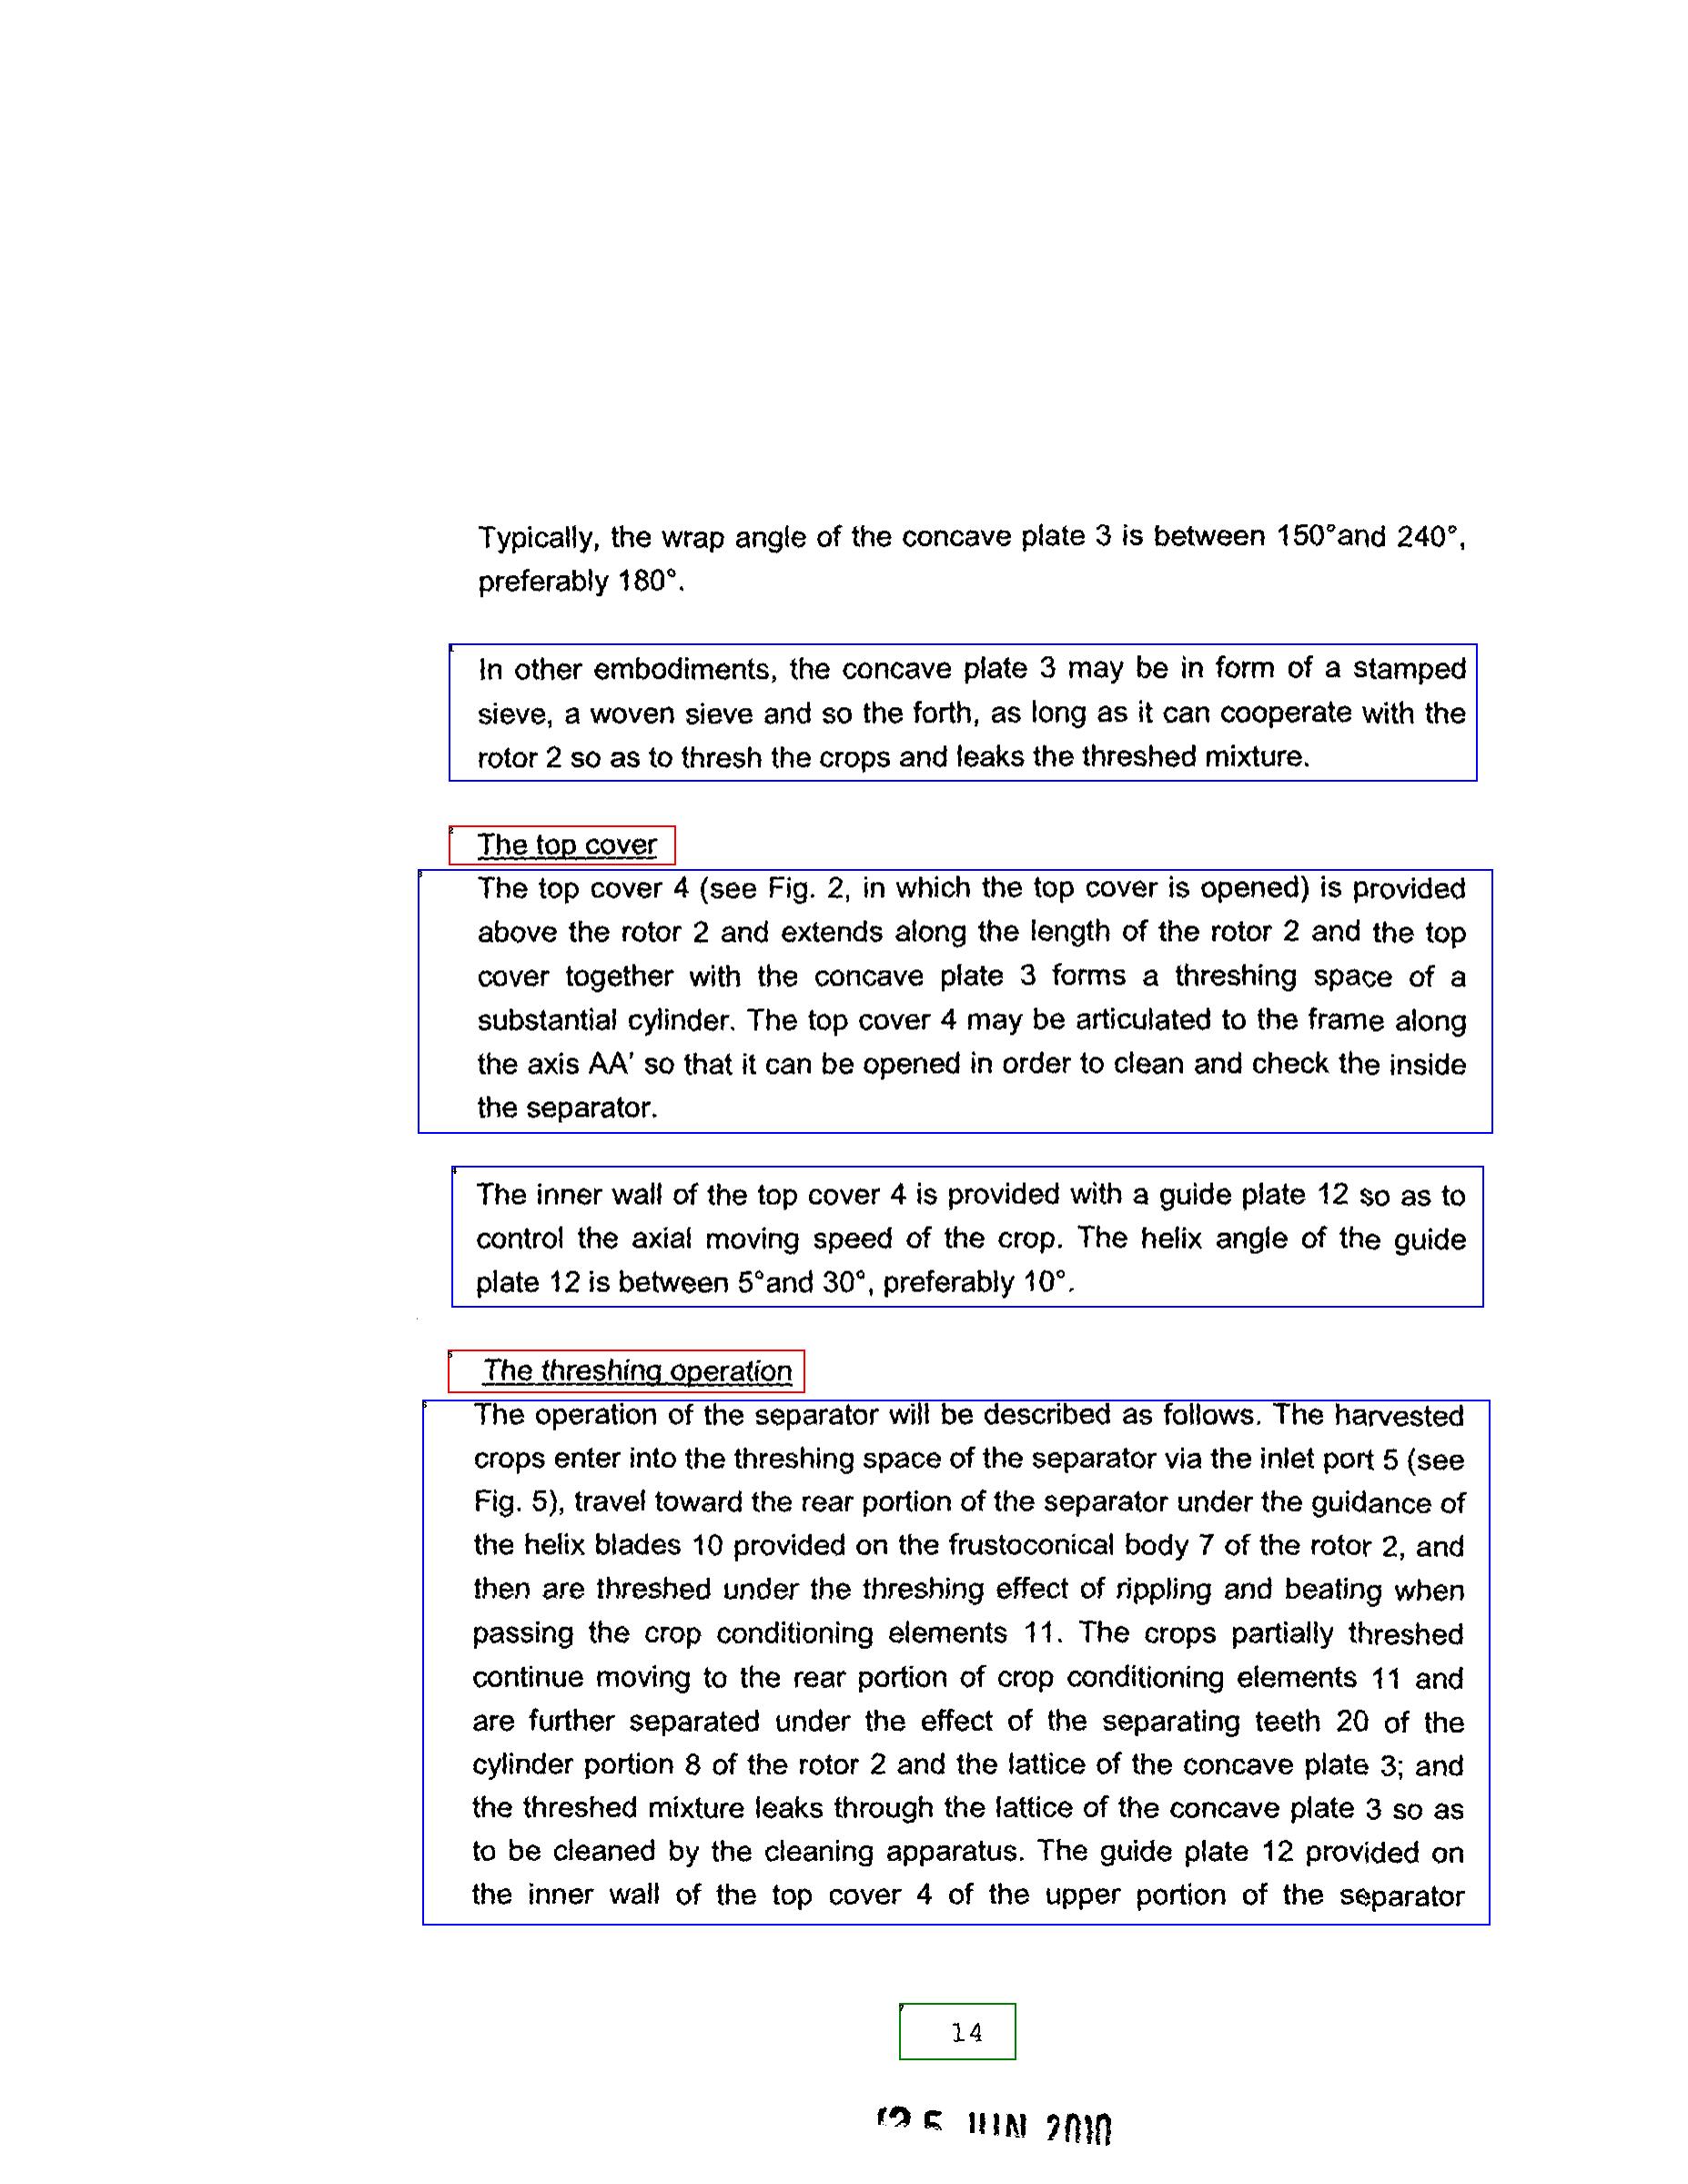 Typically, the wrap angle of the concave plate 3 is between 150°and 240°,
preferably 180°.
In other embodiments, the concave plate 3 may be in form of a stamped
sieve, a woven sieve and so the forth, as long as it can cooperate with the
rotor 2 so as to thresh the crops and leaks the threshed mixture.
The top cover
The top cover 4 (see Fig. 2, in which the top cover is opened) is provided
above the rotor 2 and extends along the length of the rotor 2 and the top
cover together with the concave plate 3 forms a threshing space of a
substantial cylinder. The top cover 4 may be articulated to the frame along
the axis AA' so that it can be opened in order to clean and check the inside
the separator.
The inner wall of the top cover 4 is provided with a guide plate 12 so as to
control the axial moving speed of the crop. The helix angle of the guide
plate 12 is between 5°and 30°, preferably 10°.
The threshing operation
The operation of the separator will be described as follows. The harvested
crops enter into the threshing space of the separator via the inlet port 5 (see
Fig. 5), travel toward the rear portion of the separator under the guidance of
the helix blades 10 provided on the frustoconical body 7 of the rotor 2, and
then are threshed under the threshing effect of rippling and beating when
passing the crop conditioning elements 11. The crops partially threshed
continue moving to the rear portion of crop conditioning elements 11 and
are further separated under the effect of the separating teeth 20 of the
cylinder portion 8 of the rotor 2 and the lattice of the concave plate 3; and
the threshed mixture leaks through the lattice of the concave plate 3 so as
to be cleaned by the cleaning apparatus. The guide plate 12 provided on
the inner wall of the top cover 4 of the upper portion of the separator
14
JUN 2010